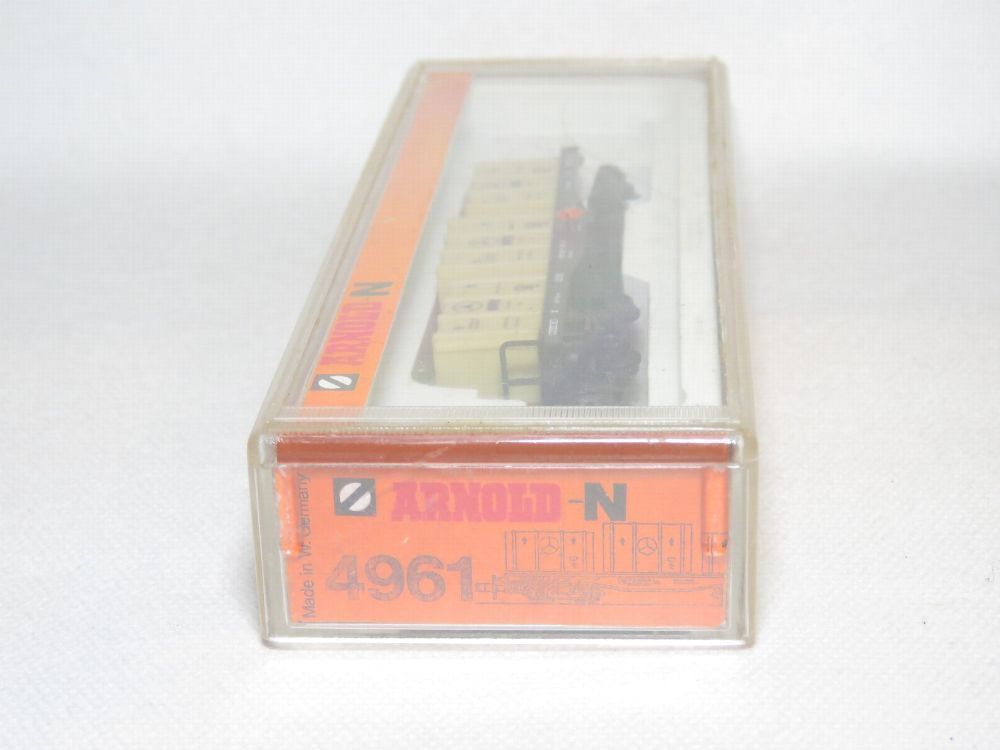 ARNOLD-N
ARNOLD-N
4961
Made in W. Germany